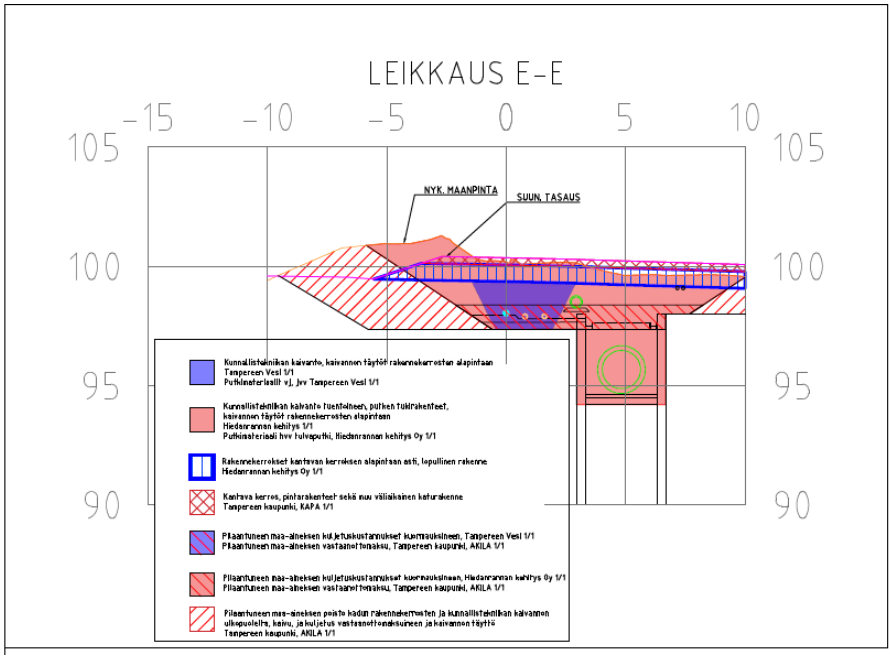 LEIKKAUS E-E
-15 -10 -5 0 5 10
105 105
NYK. MAANPINTA
SUUN. TASAUS
100 100
95 95
90 90
Kunnallistekniikan kaivanto, kaivannon täytöt rakennekerrosten alapintaan
Tampereen Vesi 1/1
Putkimateriaalit vj, jvv Tampereen Vesi 1/1
Kunnallistekniikan kaivanto tuentoineen, putken tukirakenteet,
kaivannon täytöt rakennekerrosten alapintaan
Hiedanrannan kehitys 1/1
Putkimateriaali hvv tulvaputki, Hiedanrannan kehitys Oy 1/1
Rakennekerrokset kantavan kerroksen alapintaan asti, lopullinen rakenne
Hiedanrannan kehitys Oy 1/1
Kantava kerros, pintarakenteet sekä muu väliaikainen katurakenne
Tampereen kaupunki, KAPA 1/1
Pilaantuneen maa-aineksen kuljetuskustannukset kuormauksineen, Tampereen Vesi 1/1
Pilaantuneen maa-aineksen vastaanottomaksu, Tampereen kaupunki, AKILA 1/1
Pilaantuneen maa-aineksen kuljetuskustannukset kuormauksineen, Hiedanrannan kehitys Oy 1/1
Pilaantuneen maa-aineksen vastaanottomaksu, Tampereen kaupunki, AKILA 1/1
Pilaantuneen maa-aineksen poisto kadun rakennekerrosten ja kunnallistekniikan kaivannon
ulkopuolelta, kaivu, ja kuljetus vastaanottomaksuineen ja kaivannon täyttö
Tampereen kaupunki, AKILA 1/1